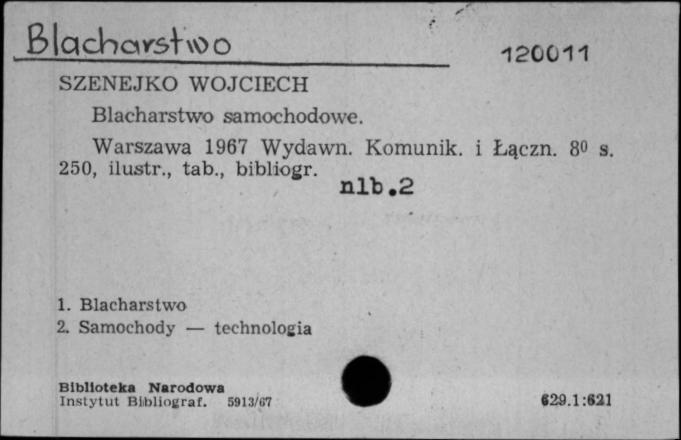 Blacharstwo
120011
SZENEJKO WOJCIECH
Blacharstwo samochodowe.
Warszawa 1967 Wydawn. Komunik. i Łączn. 8⁰ s.
250, ilustr., tab., bibliogr.
nlb.2
1. Blacharstwo
2. Samochody — technologia
Biblioteka Narodowa
Instytut Bibliograf. 5913/67
629.1:621